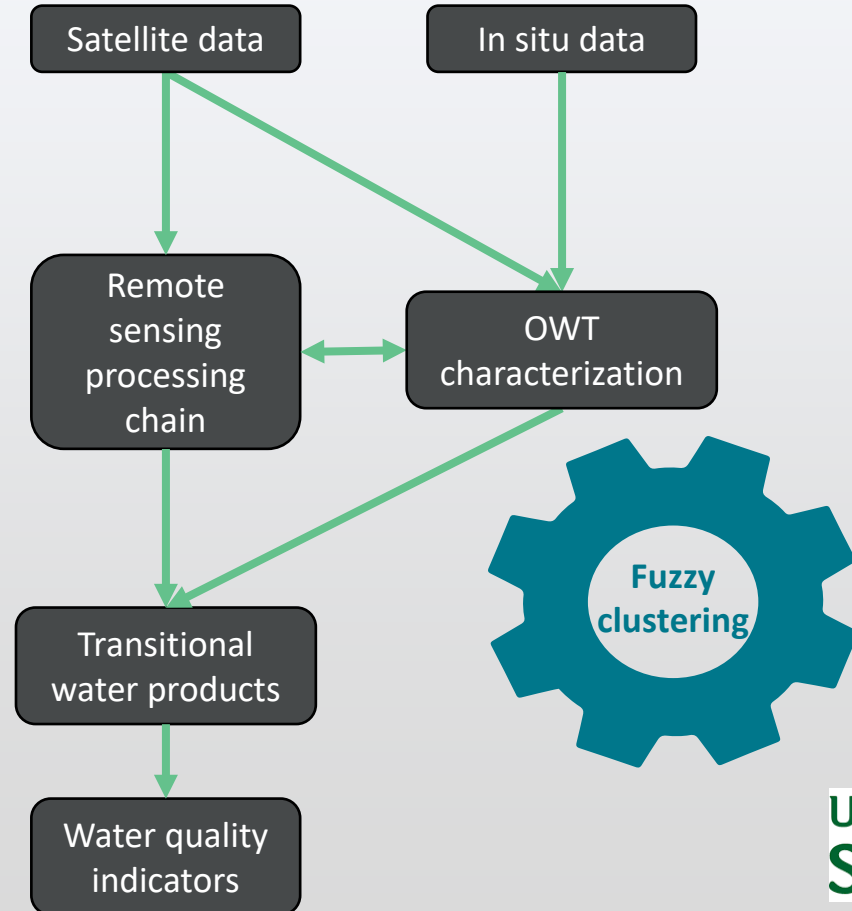 Satellite data
In situ data
Remote
sensing
processing
chain
OWT
characterization
Fuzzy
clustering
Transitional
water products
Water quality
indicators